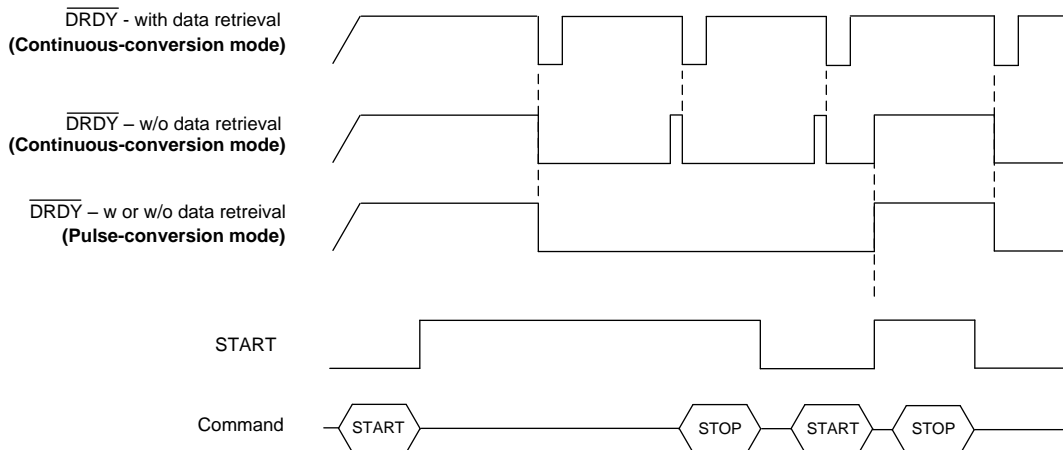 DRDY - with data retrieval
(Continuous-conversion mode)
DRDY – w/o data retrieval
(Continuous-conversion mode)
DRDY – w or w/o data retreival
(Pulse-conversion mode)
START
Command
START
STOP
START
STOP